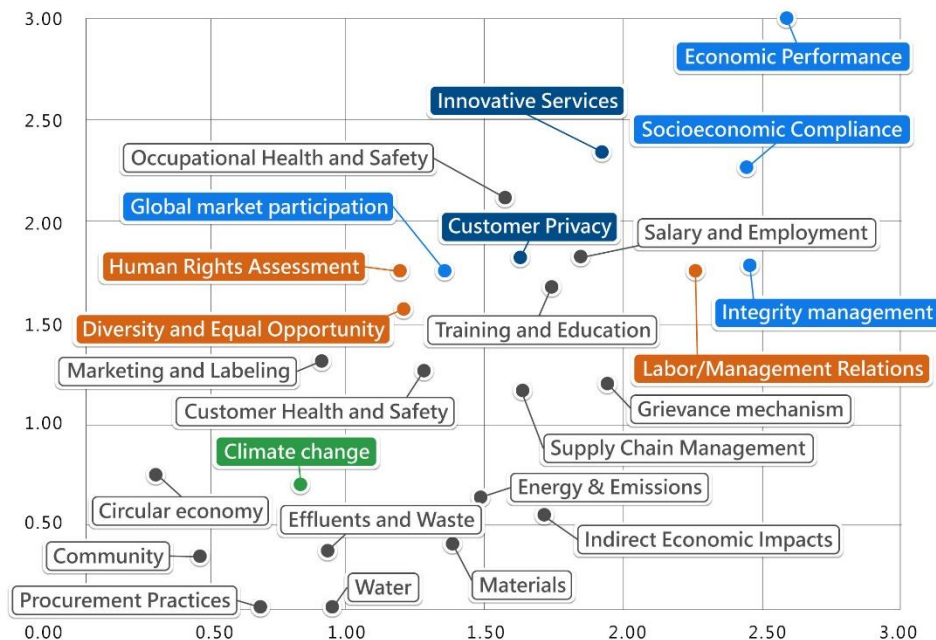 3.00
Economic Performance
Innovative Services
2.50
Socioeconomic Compliance
Occupational Health and Safety
Global market participation
2.00
Customer Privacy
Salary and Employment
Human Rights Assessment
Integrity management
1.50
Diversity and Equal Opportunity
Training and Education
Marketing and Labeling
Labor/Management Relations
Customer Health and Safety
Grievance mechanism
1.00
Climate change
Supply Chain Management
Energy & Emissions
Circular economy
0.50
Effluents and Waste
Indirect Economic Impacts
Community
Water
Materials
Procurement Practices
0.00
0.50
1.00
1.50
2.00
3.00